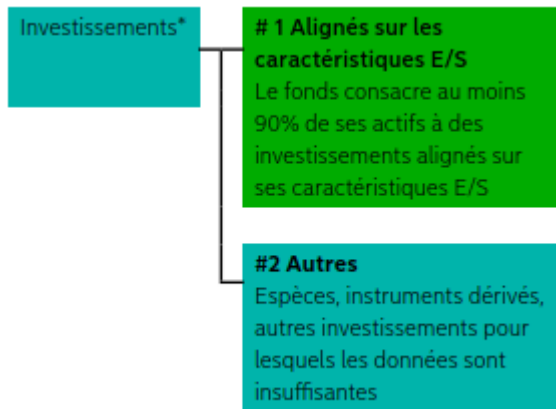 Investissements*
# 1 Alignés sur les
caractéristiques E/S
Le fonds consacre au moins
90% de ses actifs à des
investissements alignés sur
ses caractéristiques E/S
#2 Autres
Espèces, instruments dérivés,
autres investissements pour
lesquels les données sont
insuffisantes